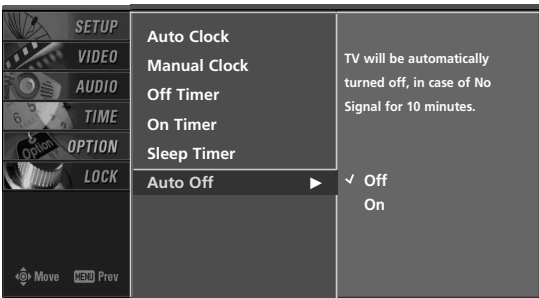 SETUP
VIDEO
AUDIO
TIME
OPTION
LOCK
Move MENU Prev
Auto Clock
Manual Clock
Off Timer
On Timer
Sleep Timer
Auto Off ▶
TV will be automatically
turned off, in case of No
Signal for 10 minutes.
✓ Off
On